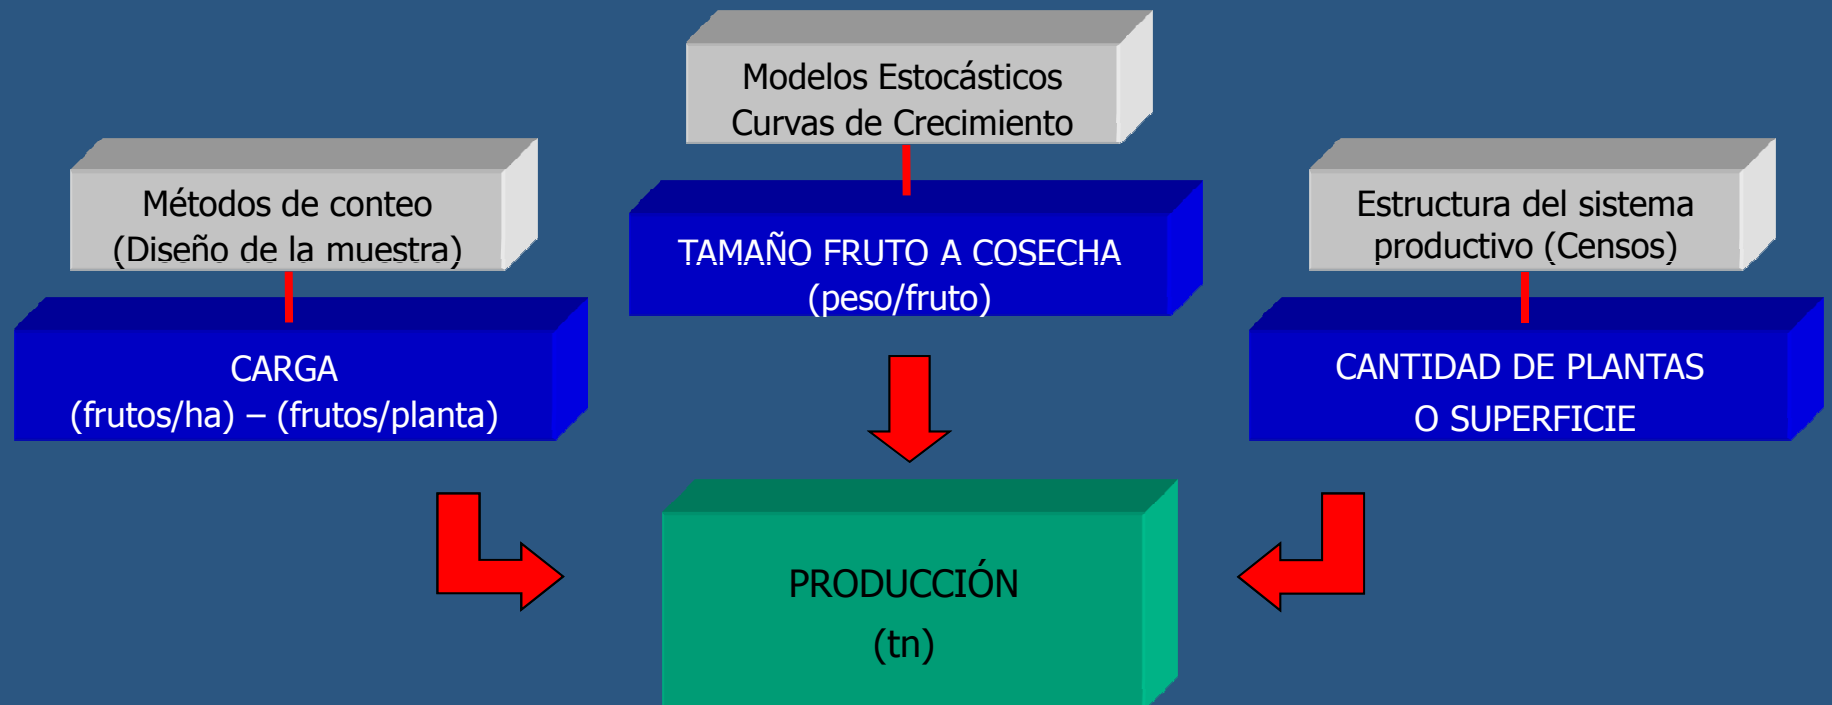 Modelos Estocásticos
Curvas de Crecimiento
Métodos de conteo
(Diseño de la muestra)
Estructura del sistema
productivo (Censos)
TAMAÑO FRUTO A COSECHA
(peso/fruto)
CARGA
(frutos/ha) – (frutos/planta)
CANTIDAD DE PLANTAS
O SUPERFICIE
PRODUCCIÓN
(tn)